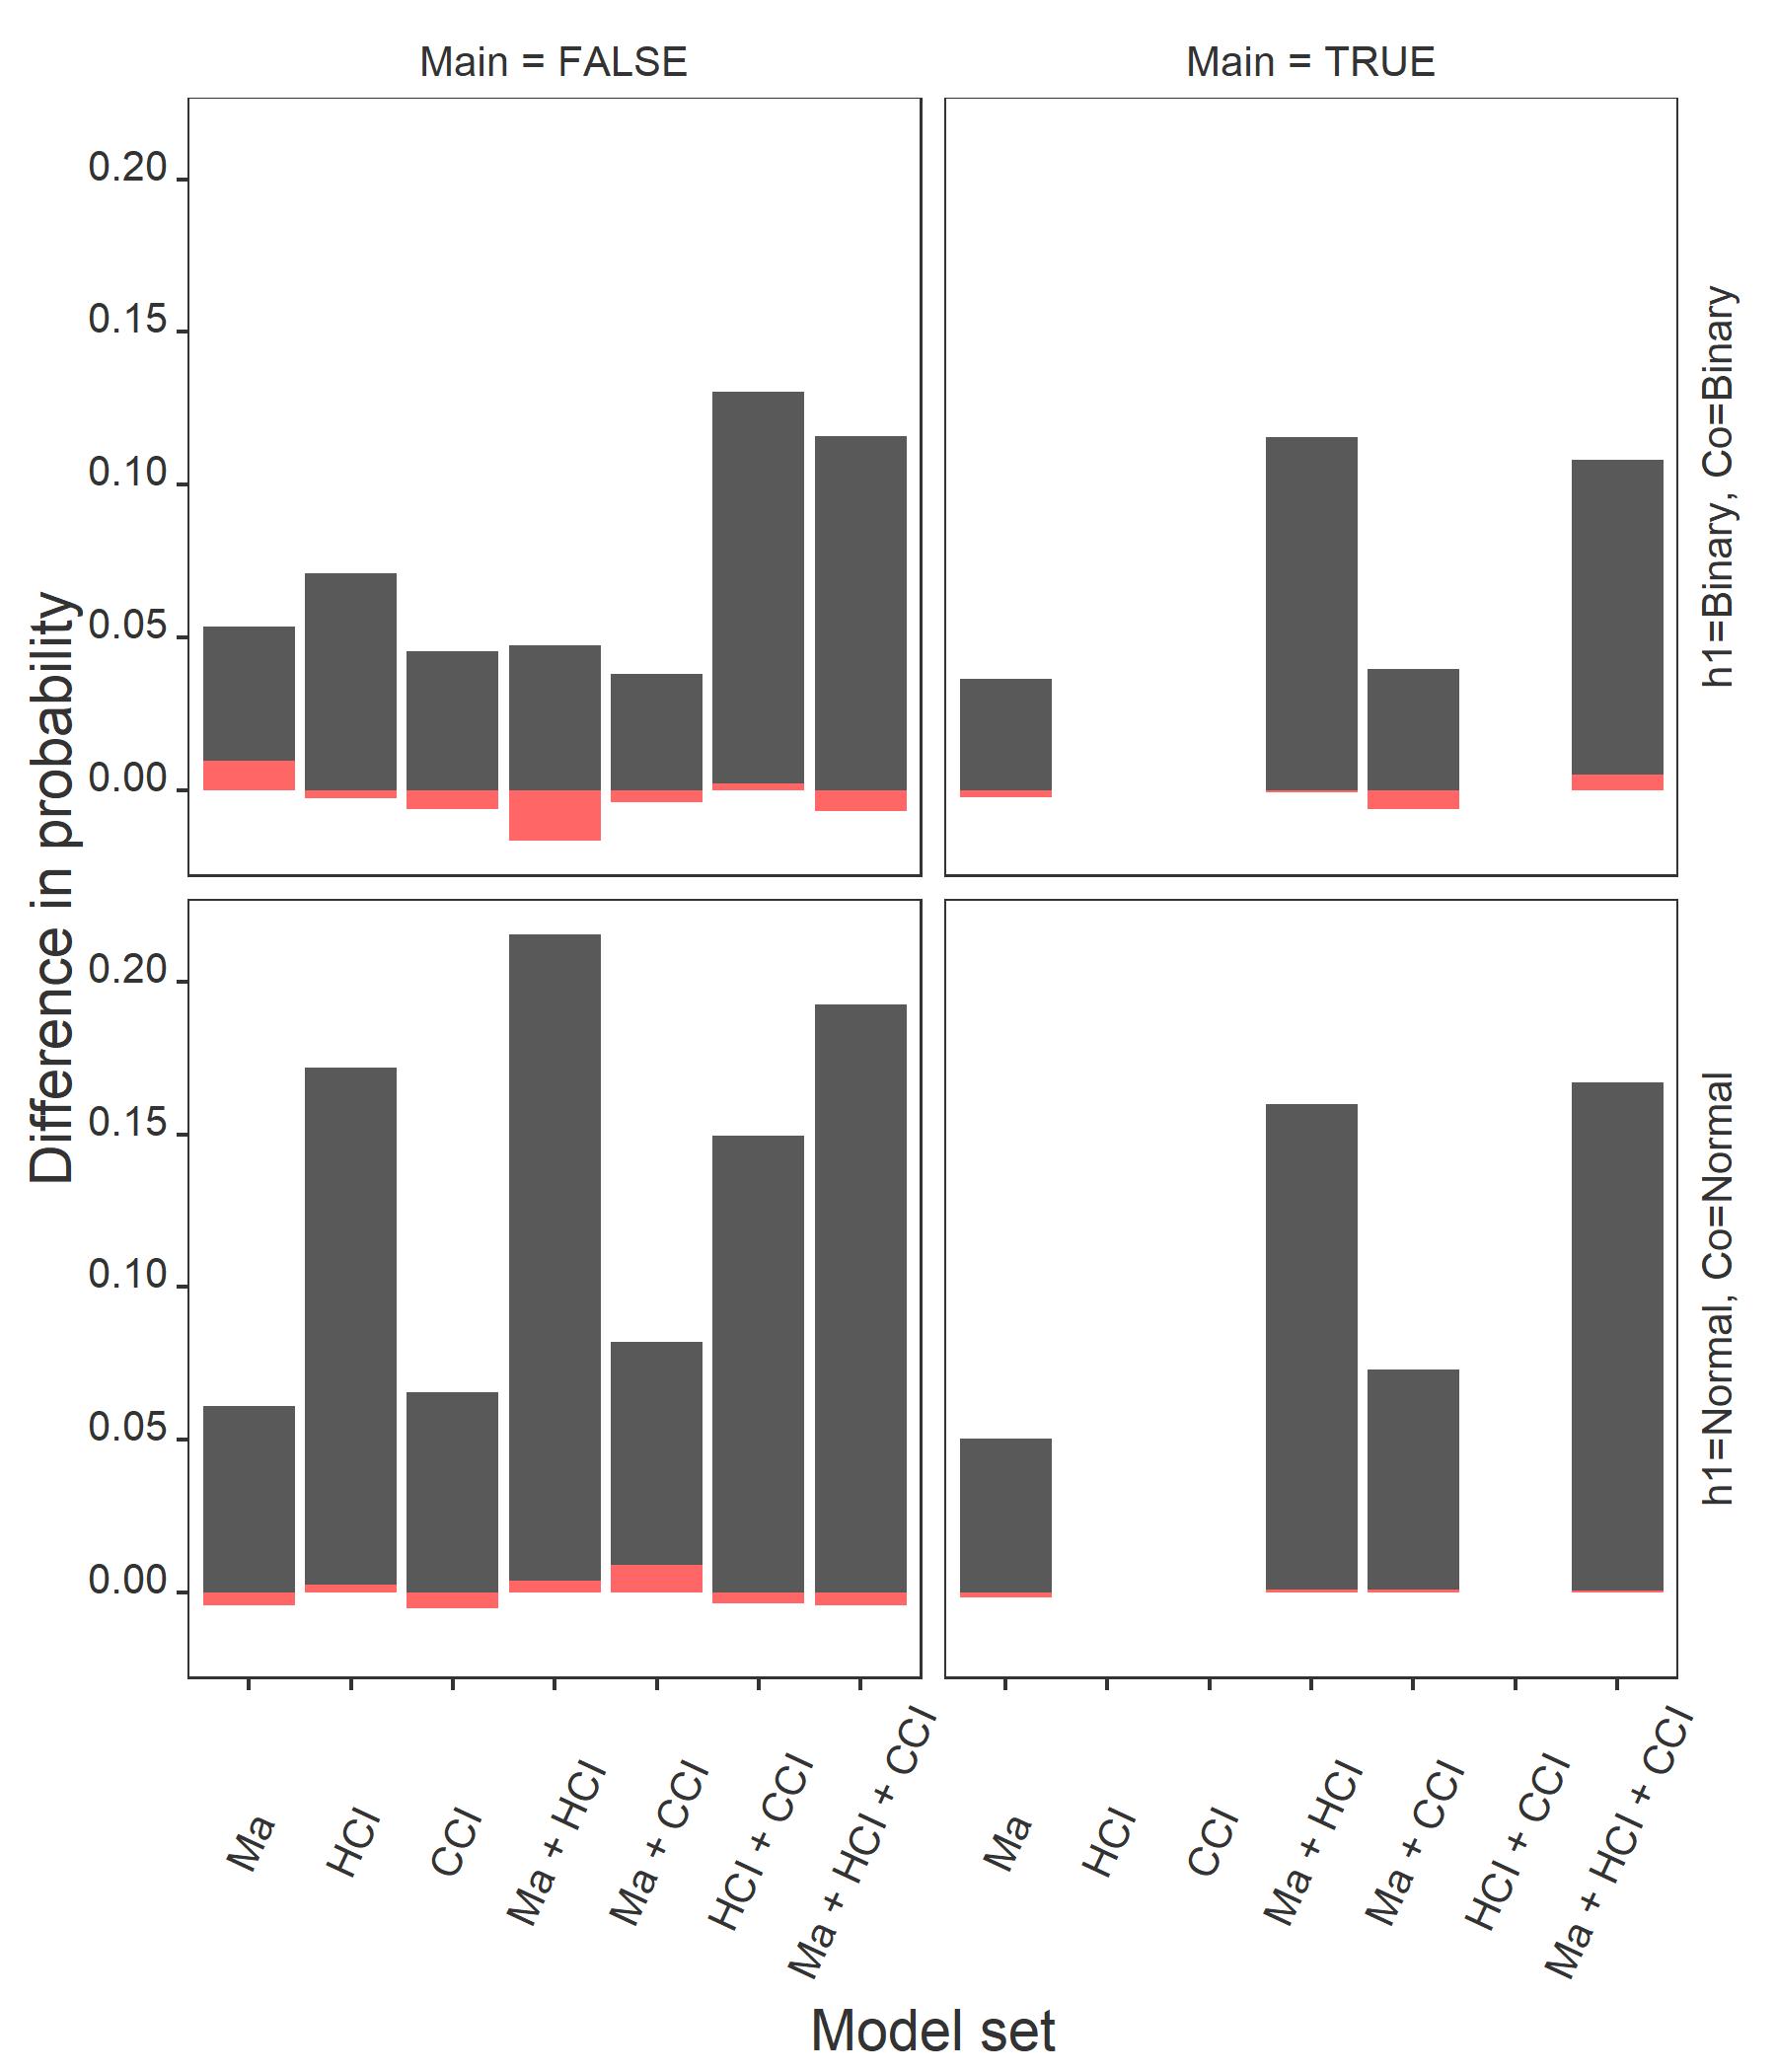 Main = FALSE
Main = TRUE
Difference in probability
0.20
0.15
0.10
0.05
0.00
h1=Binary, Co=Binary
0.20
0.15
0.10
0.05
0.00
h1=Normal, Co=Normal
Ma
HCI
CCI
Ma + HCI
Ma + CCI
HCI + CCI
Ma + HCI + CCI
Ma
HCI
CCI
Ma + HCI
Ma + CCI
HCI + CCI
Ma + HCI + CCI
Model set